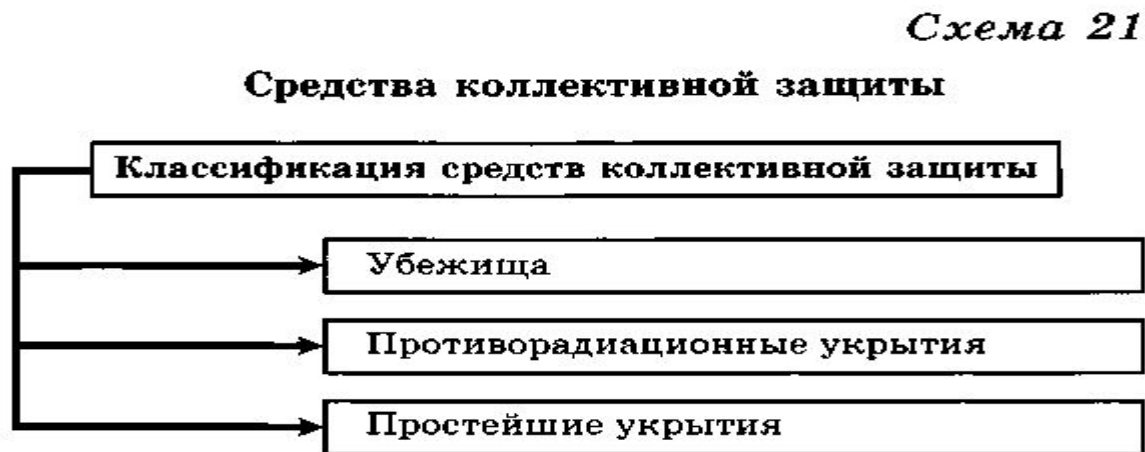 Схема 21
Средства коллективной защиты
Классификация средств коллективной защиты
Убежища
Противорадиационные укрытия
Простейшие укрытия